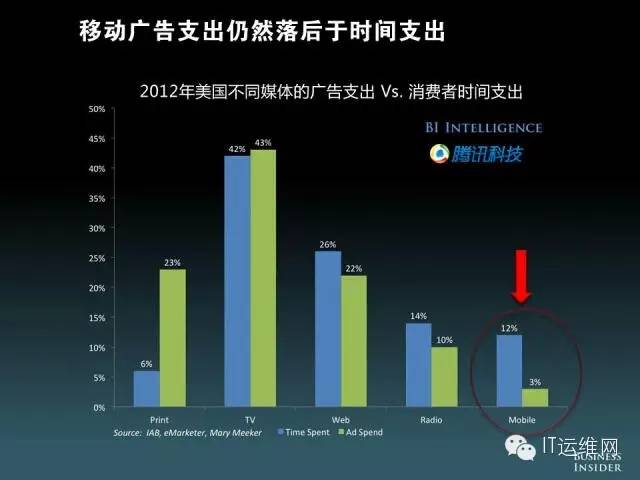 移动广告支出仍然落后于时间支出
2012年美国不同媒体的广告支出 Vs. 消费者时间支出
BI INTELLIGENCE
腾讯科技
50%
45%
40%
35%
30%
25%
20%
15%
10%
5%
0%
6%
23%
42%
43%
26%
22%
14%
10%
12%
3%
Print
TV
Web
Radio
Mobile
Source: IAB, eMarketer, Mary Meeker
Time Spent
Ad Spend
IT运维网
BUSINESS
INSIDER